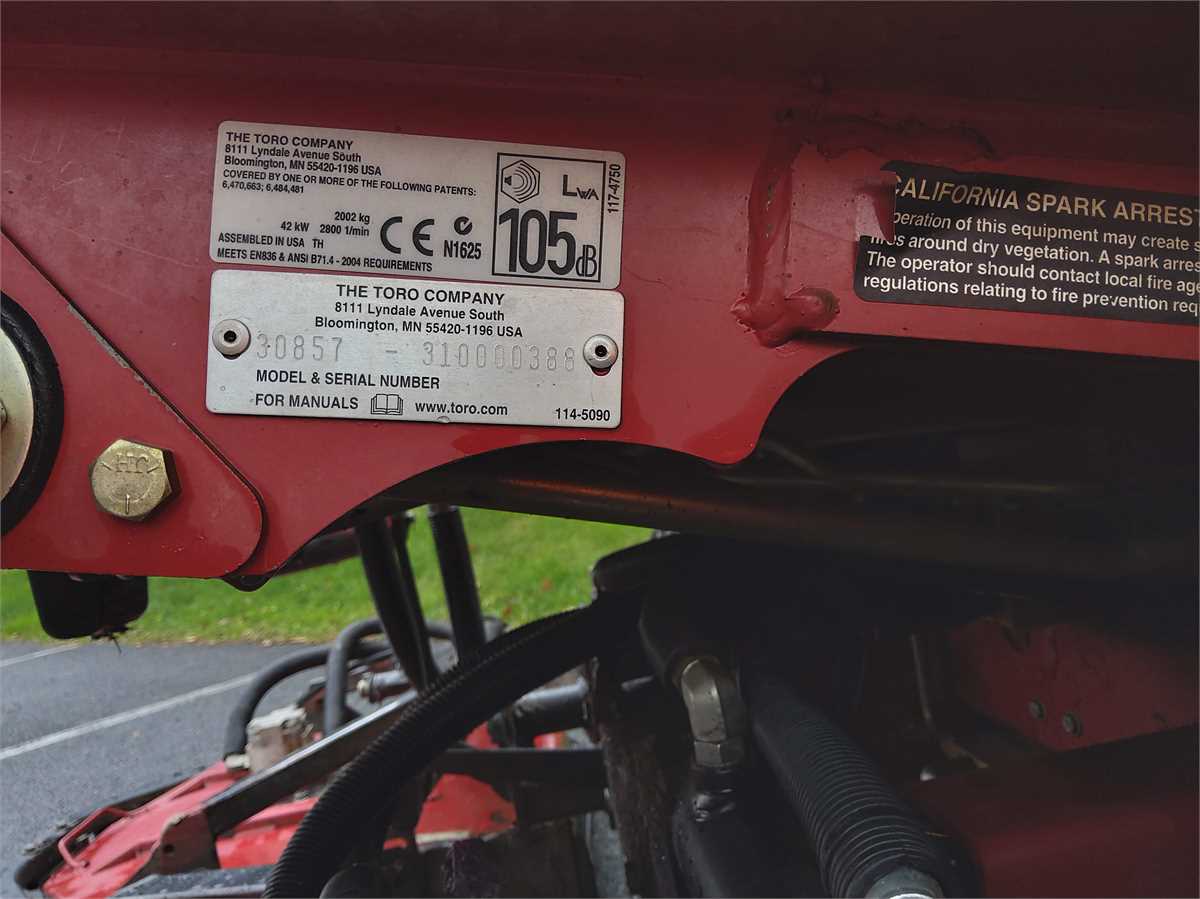 THE TORO COMPANY
8111 Lyndale Avenue South
Bloomington, MN 55420-1196 USA
COVERED BY ONE OR MORE OF THE FOLLOWING PATENTS:
6,470,663; 6,484,481
2002 kg
42 kW 2800 1/min
ASSEMBLED IN USA TH
MEETS EN836 & ANSI B71.4 - 2004 REQUIREMENTS
CE
N1625
LWA
105dB
117-4750
THE TORO COMPANY
8111 Lyndale Avenue South
Bloomington, MN 55420-1196 USA
30857 - 310000388
MODEL & SERIAL NUMBER
FOR MANUALS www.toro.com
114-5090
CALIFORNIA SPARK ARREST
peration of this equipment may create s
fires around dry vegetation. A spark arres
The operator should contact local fire age
regulations relating to fire prevention req